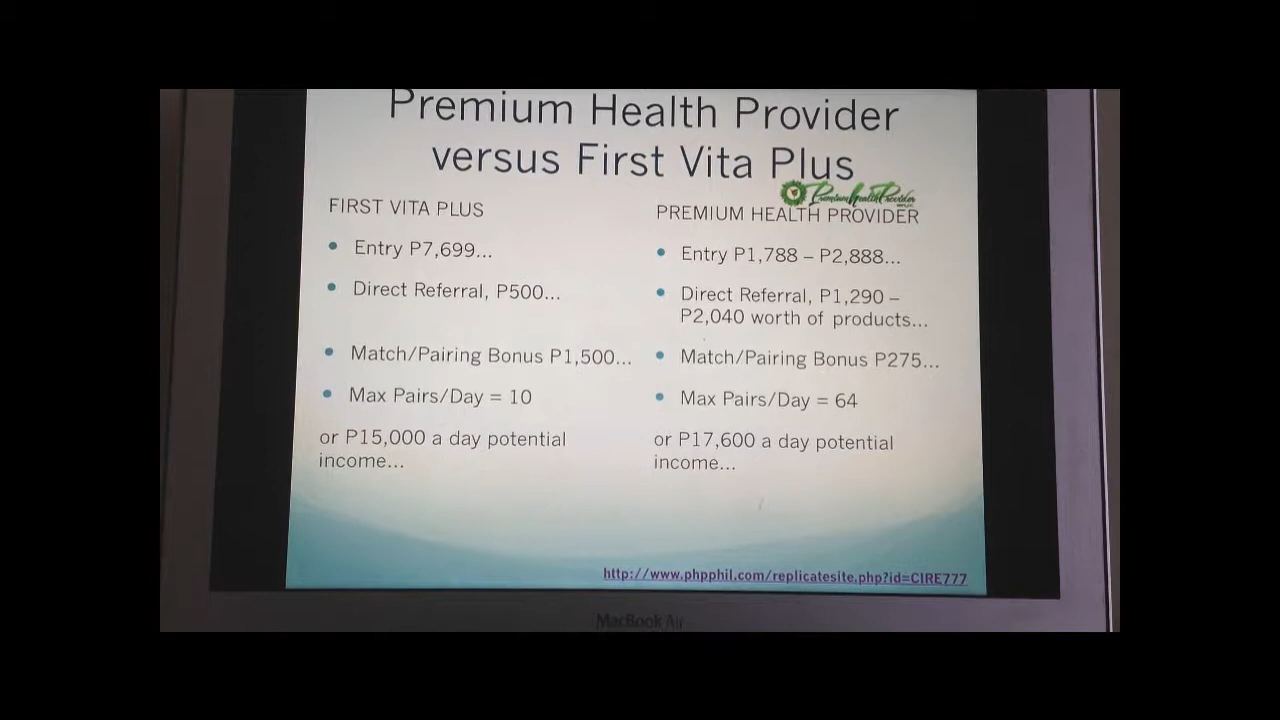 Premium Health Provider
versus First Vita Plus
PremiumHealthProvider
FIRST VITA PLUS
• Entry P7,699...
• Direct Referral, P500...
• Match/Pairing Bonus P1,500...
• Max Pairs/Day = 10
or P15,000 a day potential
income...
PREMIUM HEALTH PROVIDER
• Entry P1,788 – P2,888...
• Direct Referral, P1,290 –
P2,040 worth of products...
• Match/Pairing Bonus P275...
• Max Pairs/Day = 64
or P17,600 a day potential
income...
http://www.phpphil.com/replicatesite.php?id=CIRE777
MacBook Air